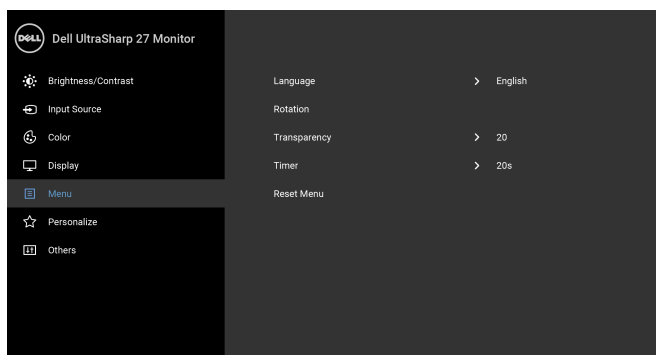 DELL Dell UltraSharp 27 Monitor
Brightness/Contrast
Input Source
Color
Display
Menu
Personalize
Others
Language > English
Rotation
Transparency > 20
Timer > 20s
Reset Menu